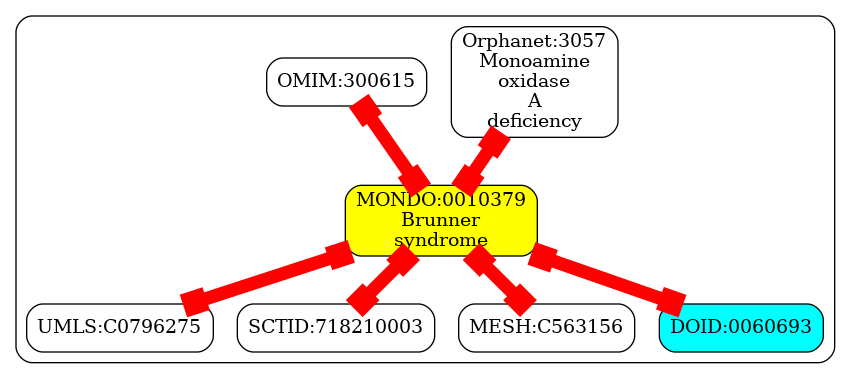 OMIM:300615
Orphanet:3057
Monoamine
oxidase
A
deficiency
MONDO:0010379
Brunner
syndrome
UMLS:C0796275
SCTID:718210003
MESH:C563156
DOID:0060693